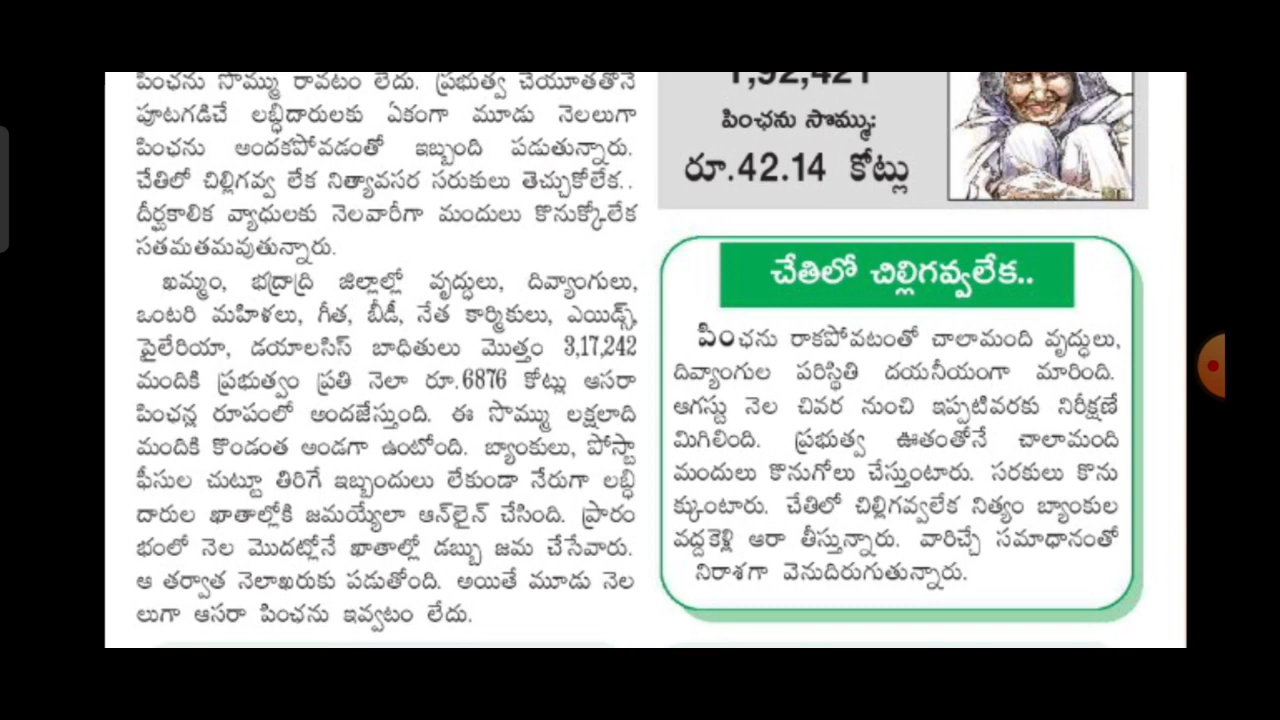 పింఛను సొమ్ము రావటం లేదు. ప్రభుత్వ చేయూతతోనే
పూటగడిచే లబ్ధిదారులకు ఏకంగా మూడు నెలలుగా
పింఛను అందకపోవడంతో ఇబ్బంది పడుతున్నారు.
చేతిలో చిల్లిగవ్వ లేక నిత్యావసర సరుకులు తెచ్చుకోలేక..
దీర్ఘకాలిక వ్యాధులకు నెలవారీగా మందులు కొనుక్కోలేక
సతమతమవుతున్నారు.
ఖమ్మం, భద్రాద్రి జిల్లాల్లో వృద్ధులు, దివ్యాంగులు,
ఒంటరి మహిళలు, గీత, బీడీ, నేత కార్మికులు, ఎయిడ్స్,
పైలేరియా, డయాలసిస్ బాధితులు మొత్తం 3,17,242
మందికి ప్రభుత్వం ప్రతి నెలా రూ.6876 కోట్లు ఆసరా
పింఛన్ల రూపంలో అందజేస్తుంది. ఈ సొమ్ము లక్షలాది
మందికి కొండంత అండగా ఉంటోంది. బ్యాంకులు, పోస్టా
ఫీసుల చుట్టూ తిరిగే ఇబ్బందులు లేకుండా నేరుగా లబ్ధి
దారుల ఖాతాల్లోకి జమయ్యేలా ఆన్‌లైన్ చేసింది. ప్రారం
భంలో నెల మొదట్లోనే ఖాతాల్లో డబ్బు జమ చేసేవారు.
ఆ తర్వాత నెలాఖరుకు పడుతోంది. అయితే మూడు నెల
లుగా ఆసరా పింఛను ఇవ్వటం లేదు.
1,92,421
పింఛను సొమ్ము:
రూ.42.14 కోట్లు
చేతిలో చిల్లిగవ్వలేక..
పింఛను రాకపోవటంతో చాలామంది వృద్ధులు,
దివ్యాంగుల పరిస్థితి దయనీయంగా మారింది.
ఆగస్టు నెల చివర నుంచి ఇప్పటివరకు నిరీక్షణే
మిగిలింది. ప్రభుత్వ ఊతంతోనే చాలామంది
మందులు కొనుగోలు చేస్తుంటారు. సరకులు కొను
క్కుంటారు. చేతిలో చిల్లిగవ్వలేక నిత్యం బ్యాంకుల
వద్దకెళ్లి ఆరా తీస్తున్నారు. వారిచ్చే సమాధానంతో
నిరాశగా వెనుదిరుగుతున్నారు.